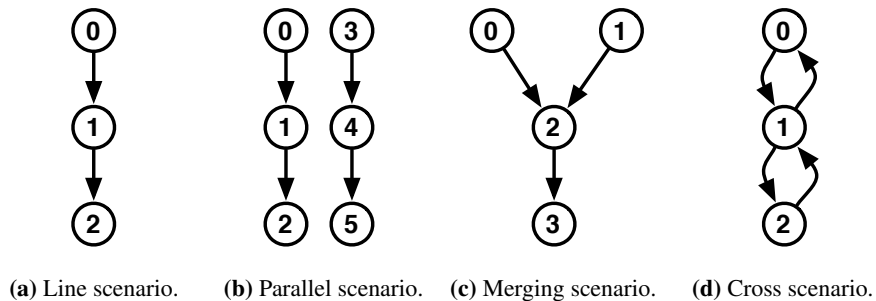 0 0 3 0 1 0
1 1 4 2 1
2 2 5 3 2
(a) Line scenario. (b) Parallel scenario. (c) Merging scenario. (d) Cross scenario.